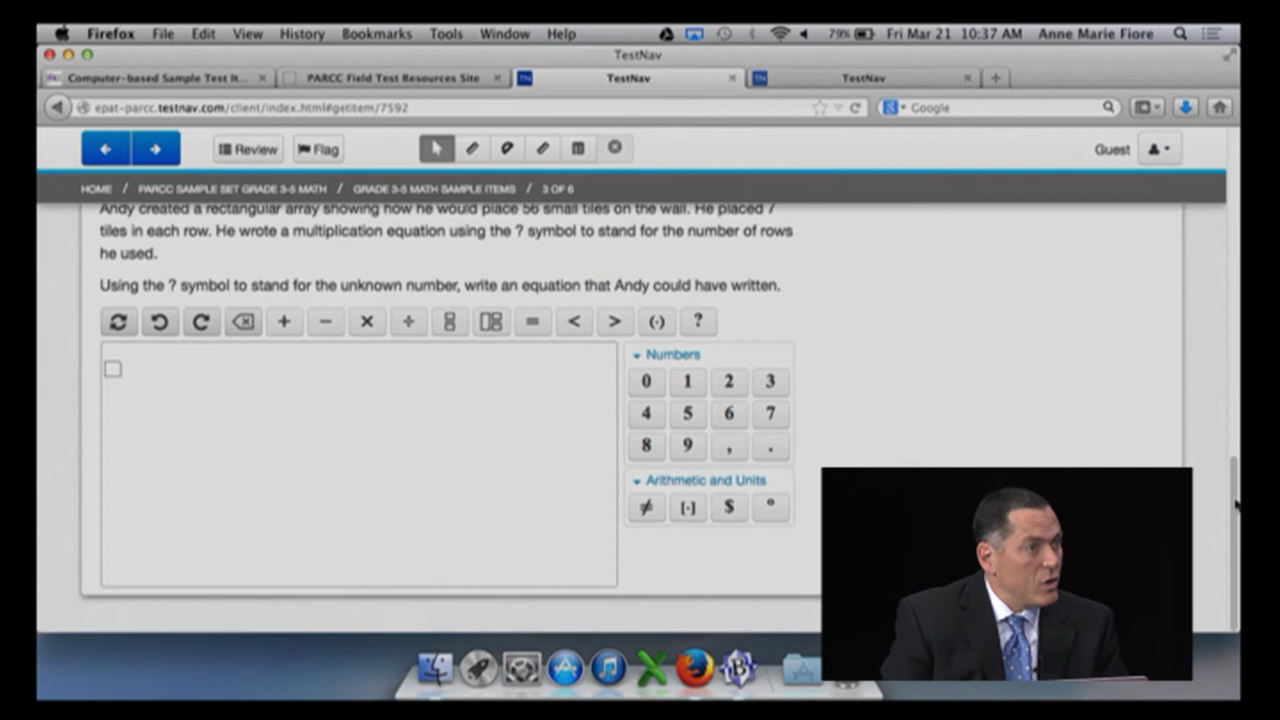 Firefox File Edit View History Bookmarks Tools Window Help 79% Fri Mar 21 10:37 AM Anne Marie Fiore
TestNav
Computer-based Sample Test It... PARCC Field Test Resources Site TestNav TestNav
epat-parcc.testnav.com/client/index.html#getitem/7592 Google
Review Flag Guest
HOME / PARCC SAMPLE SET GRADE 3-5 MATH / GRADE 3-5 MATH SAMPLE ITEMS / 3 OF 6
Andy created a rectangular array showing how he would place 56 small tiles on the wall. He placed 7
tiles in each row. He wrote a multiplication equation using the ? symbol to stand for the number of rows
he used.
Using the ? symbol to stand for the unknown number, write an equation that Andy could have written.
+ − × ÷ = < > (·) ?
Numbers
0 1 2 3
4 5 6 7
8 9 , .
Arithmetic and Units
≠ [·] $ °